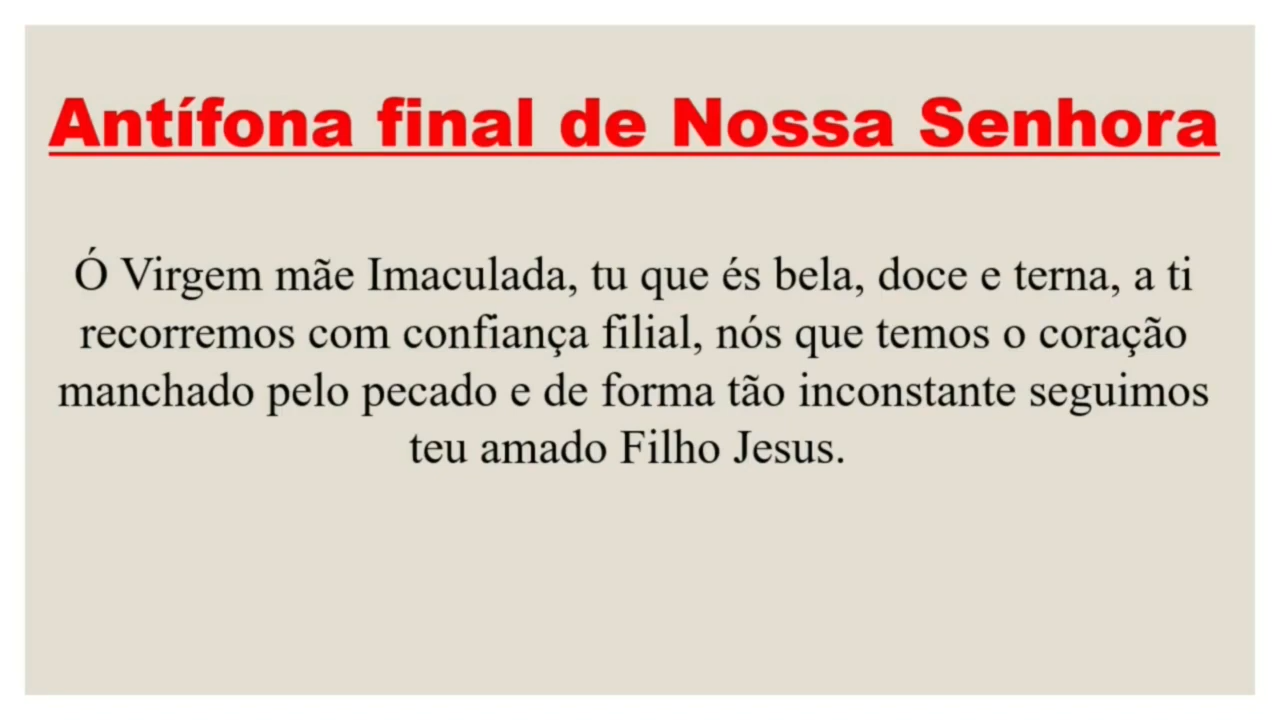 Antífona final de Nossa Senhora
Ó Virgem mãe Imaculada, tu que és bela, doce e terna, a ti
recorremos com confiança filial, nós que temos o coração
manchado pelo pecado e de forma tão inconstante seguimos
teu amado Filho Jesus.